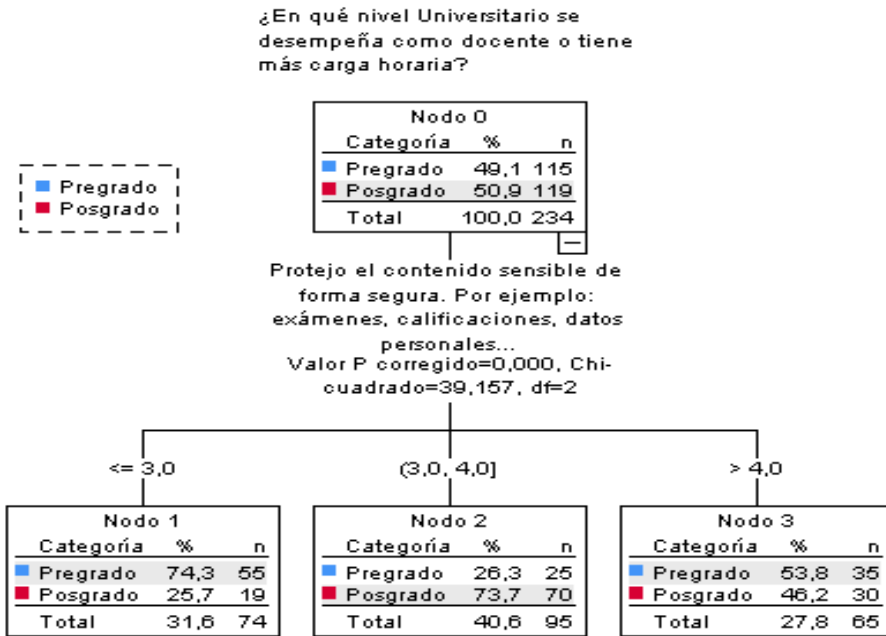 ¿En qué nivel Universitario se
desempeña como docente o tiene
más carga horaria?
Nodo 0
Categoría % n
Pregrado 49,1 115
Posgrado 50,9 119
Total 100,0 234
Pregrado
Posgrado
Protejo el contenido sensible de
forma segura. Por ejemplo:
exámenes, calificaciones, datos
personales...
Valor P corregido=0,000, Chi-
cuadrado=39,157, df=2
<= 3,0
(3,0, 4,0]
> 4,0
Nodo 1
Categoría % n
Pregrado 74,3 55
Posgrado 25,7 19
Total 31,6 74
Nodo 2
Categoría % n
Pregrado 26,3 25
Posgrado 73,7 70
Total 40,6 95
Nodo 3
Categoría % n
Pregrado 53,8 35
Posgrado 46,2 30
Total 27,8 65